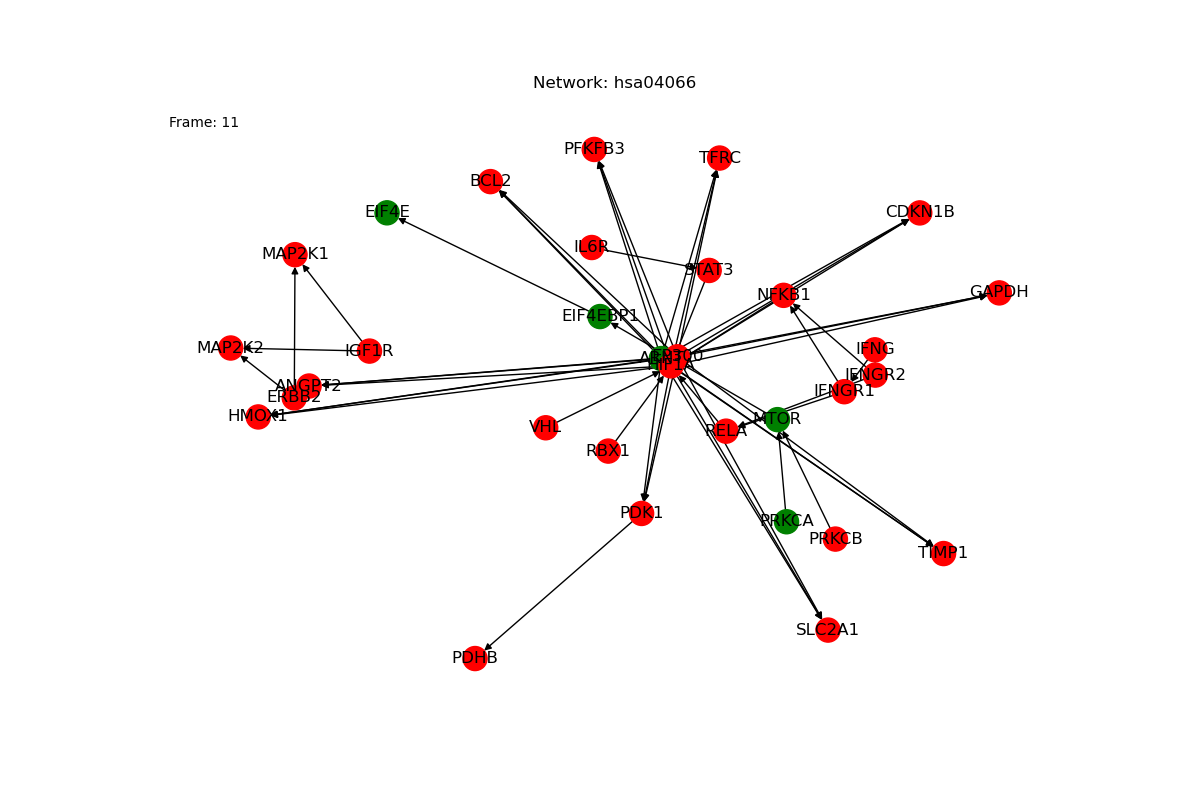 Network: hsa04066
Frame: 11
PFKFB3
TFRC
BCL2
EIF4E
CDKN1B
IL6R
MAP2K1
STAT3
GAPDH
NFKB1
EIF4EBP1
MAP2K2
IGF1R
IFNG
EP300
HIF1A
IFNGR2
ANGPT2
IFNGR1
ERBB2
HMOX1
MTOR
VHL
RELA
RBX1
PDK1
PRKCA
PRKCB
TIMP1
SLC2A1
PDHB